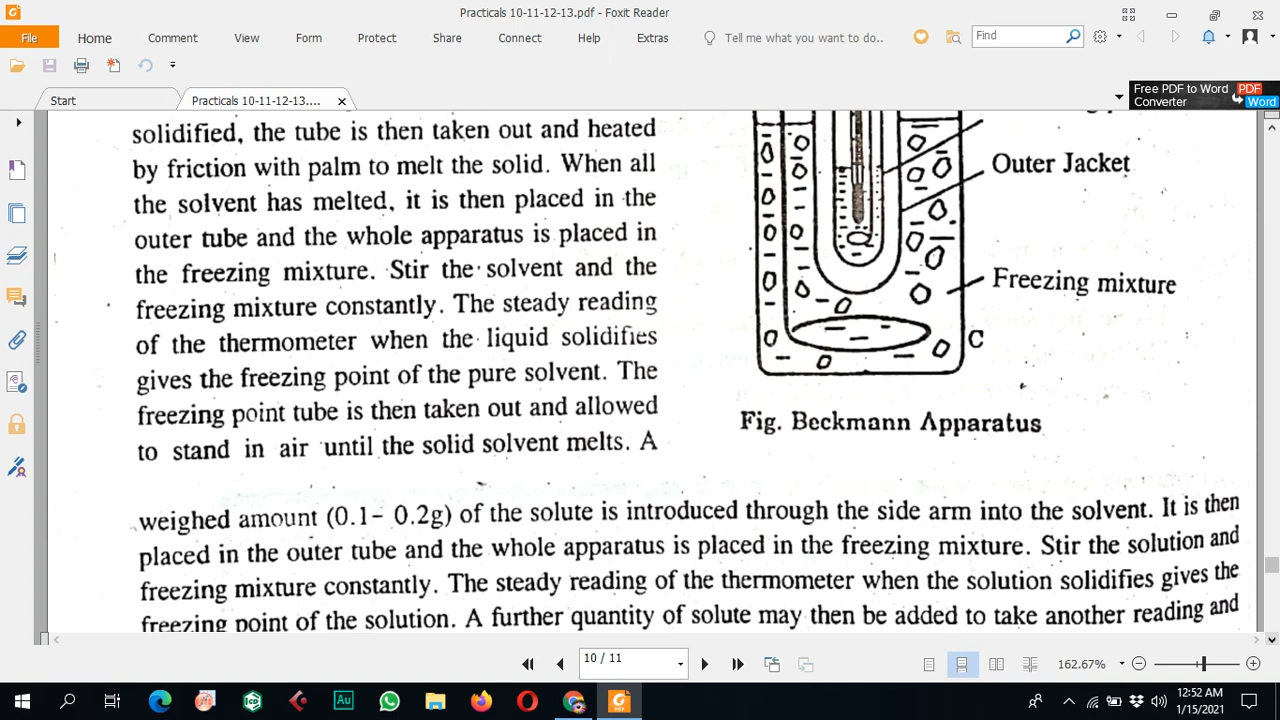 Practicals 10-11-12-13.pdf - Foxit Reader
File Home Comment View Form Protect Share Connect Help Extras Tell me what you want to do.. Find
Start Practicals 10-11-12-13.... Free PDF to Word Converter PDF Word
solidified, the tube is then taken out and heated
by friction with palm to melt the solid. When all
the solvent has melted, it is then placed in the
outer tube and the whole apparatus is placed in
the freezing mixture. Stir the solvent and the
freezing mixture constantly. The steady reading
of the thermometer when the liquid solidifies
gives the freezing point of the pure solvent. The
freezing point tube is then taken out and allowed
to stand in air until the solid solvent melts. A
Outer Jacket
Freezing mixture
C
Fig. Beckmann Apparatus
weighed amount (0.1- 0.2g) of the solute is introduced through the side arm into the solvent. It is then
placed in the outer tube and the whole apparatus is placed in the freezing mixture. Stir the solution and
freezing mixture constantly. The steady reading of the thermometer when the solution solidifies gives the
freezing point of the solution. A further quantity of solute may then be added to take another reading and
10 / 11 162.67%
Au
12:52 AM
1/15/2021